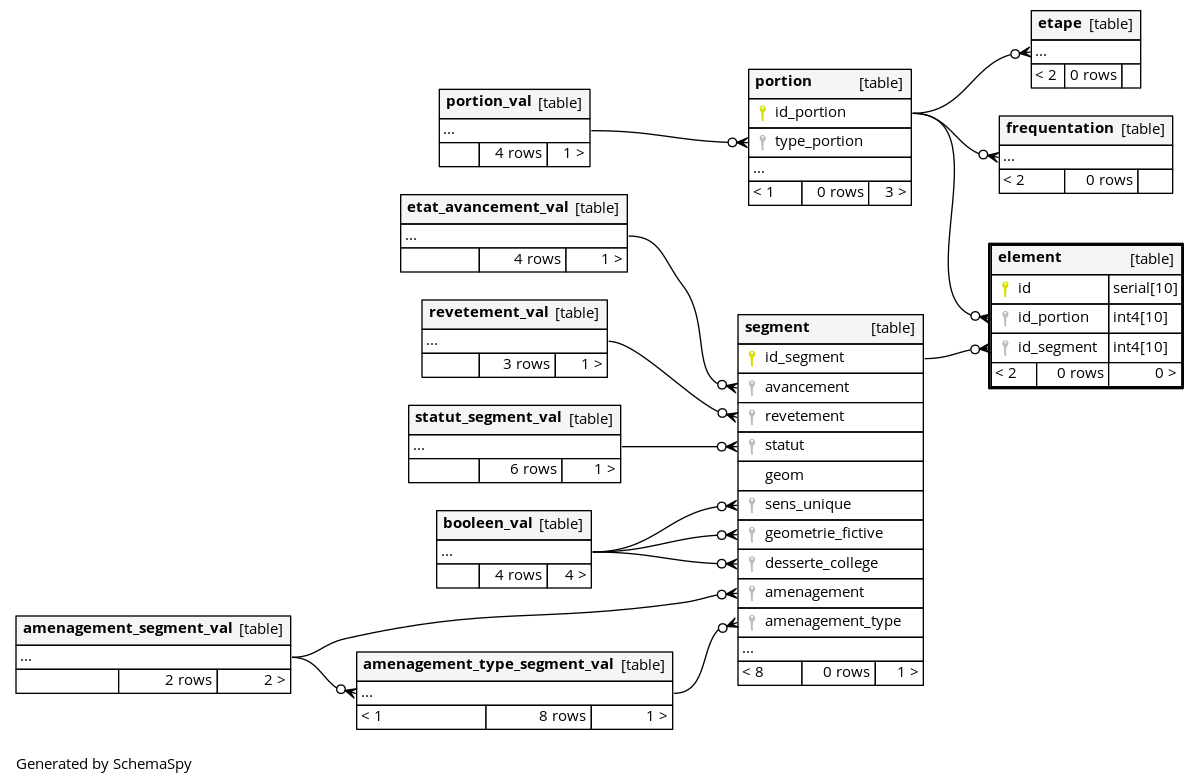 etape [table]
...
< 2 0 rows
portion [table]
id_portion
type_portion
...
< 1 0 rows 3 >
portion_val [table]
...
4 rows 1 >
frequentation [table]
...
< 2 0 rows
etat_avancement_val [table]
...
4 rows 1 >
element [table]
id serial[10]
id_portion int4[10]
id_segment int4[10]
< 2 0 rows 0 >
revetement_val [table]
...
3 rows 1 >
segment [table]
id_segment
avancement
revetement
statut
geom
sens_unique
geometrie_fictive
desserte_college
amenagement
amenagement_type
...
< 8 0 rows 1 >
statut_segment_val [table]
...
6 rows 1 >
booleen_val [table]
...
4 rows 4 >
amenagement_segment_val [table]
...
2 rows 2 >
amenagement_type_segment_val [table]
...
< 1 8 rows 1 >
Generated by SchemaSpy